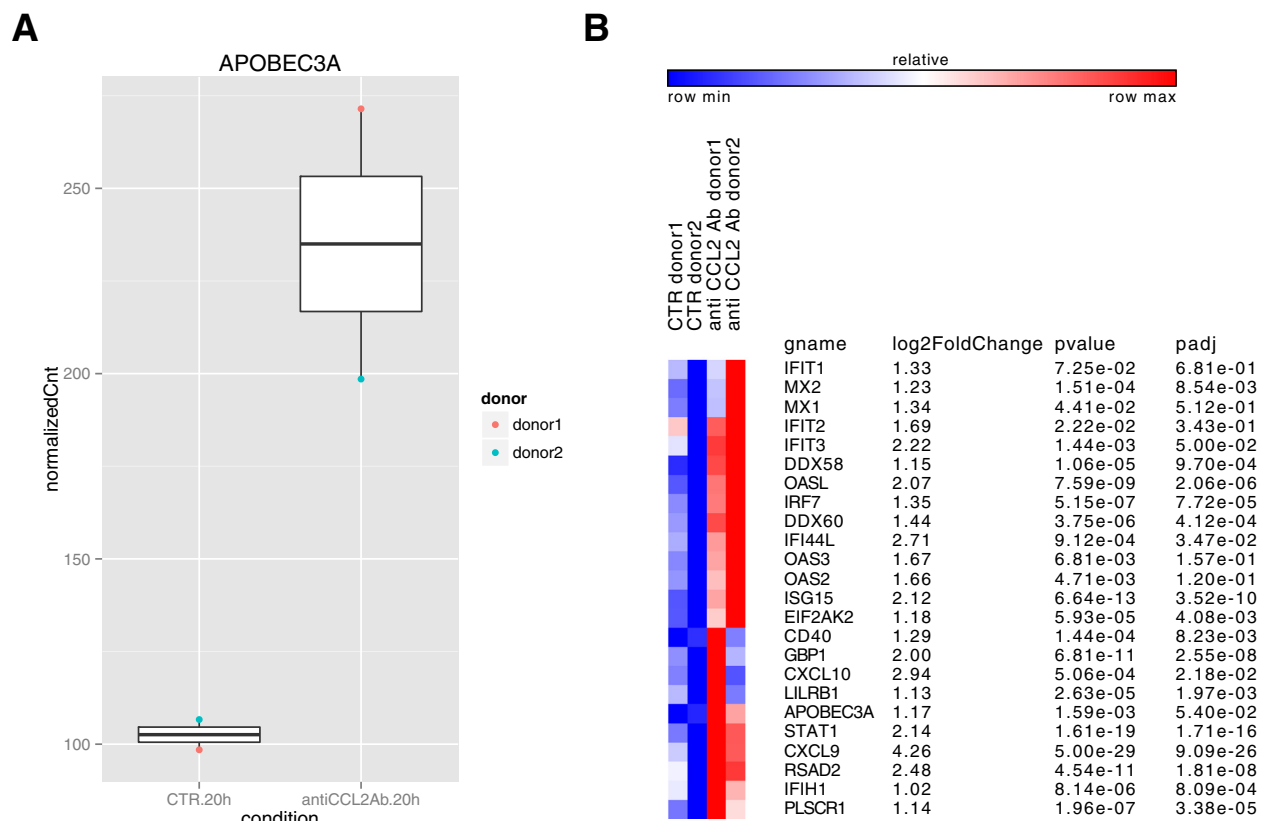 A
APOBEC3A
250
200
150
100
normalizedCnt
CTR.20h
antiCCL2Ab.20h
condition
donor
donor1
donor2
B
relative
row min
row max
CTR donor1
CTR donor2
anti CCL2 Ab donor1
anti CCL2 Ab donor2
gname log2FoldChange pvalue padj
IFIT1 1.33 7.25e-02 6.81e-01
MX2 1.23 1.51e-04 8.54e-03
MX1 1.34 4.41e-02 5.12e-01
IFIT2 1.69 2.22e-02 3.43e-01
IFIT3 2.22 1.44e-03 5.00e-02
DDX58 1.15 1.06e-05 9.70e-04
OASL 2.07 7.59e-09 2.06e-06
IRF7 1.35 5.15e-07 7.72e-05
DDX60 1.44 3.75e-06 4.12e-04
IFI44L 2.71 9.12e-04 3.47e-02
OAS3 1.67 6.81e-03 1.57e-01
OAS2 1.66 4.71e-03 1.20e-01
ISG15 2.12 6.64e-13 3.52e-10
EIF2AK2 1.18 5.93e-05 4.08e-03
CD40 1.29 1.44e-04 8.23e-03
GBP1 2.00 6.81e-11 2.55e-08
CXCL10 2.94 5.06e-04 2.18e-02
LILRB1 1.13 2.63e-05 1.97e-03
APOBEC3A 1.17 1.59e-03 5.40e-02
STAT1 2.14 1.61e-19 1.71e-16
CXCL9 4.26 5.00e-29 9.09e-26
RSAD2 2.48 4.54e-11 1.81e-08
IFIH1 1.02 8.14e-06 8.09e-04
PLSCR1 1.14 1.96e-07 3.38e-05